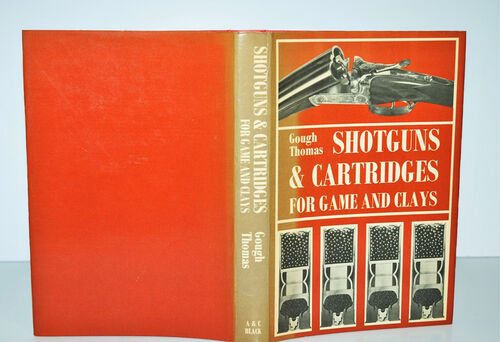 SHOTGUNS & CARTRIDGES
FOR GAME AND CLAYS
Gough
Thomas
A & C
BLACK
Gough
Thomas
SHOTGUNS
& CARTRIDGES
FOR GAME AND CLAYS